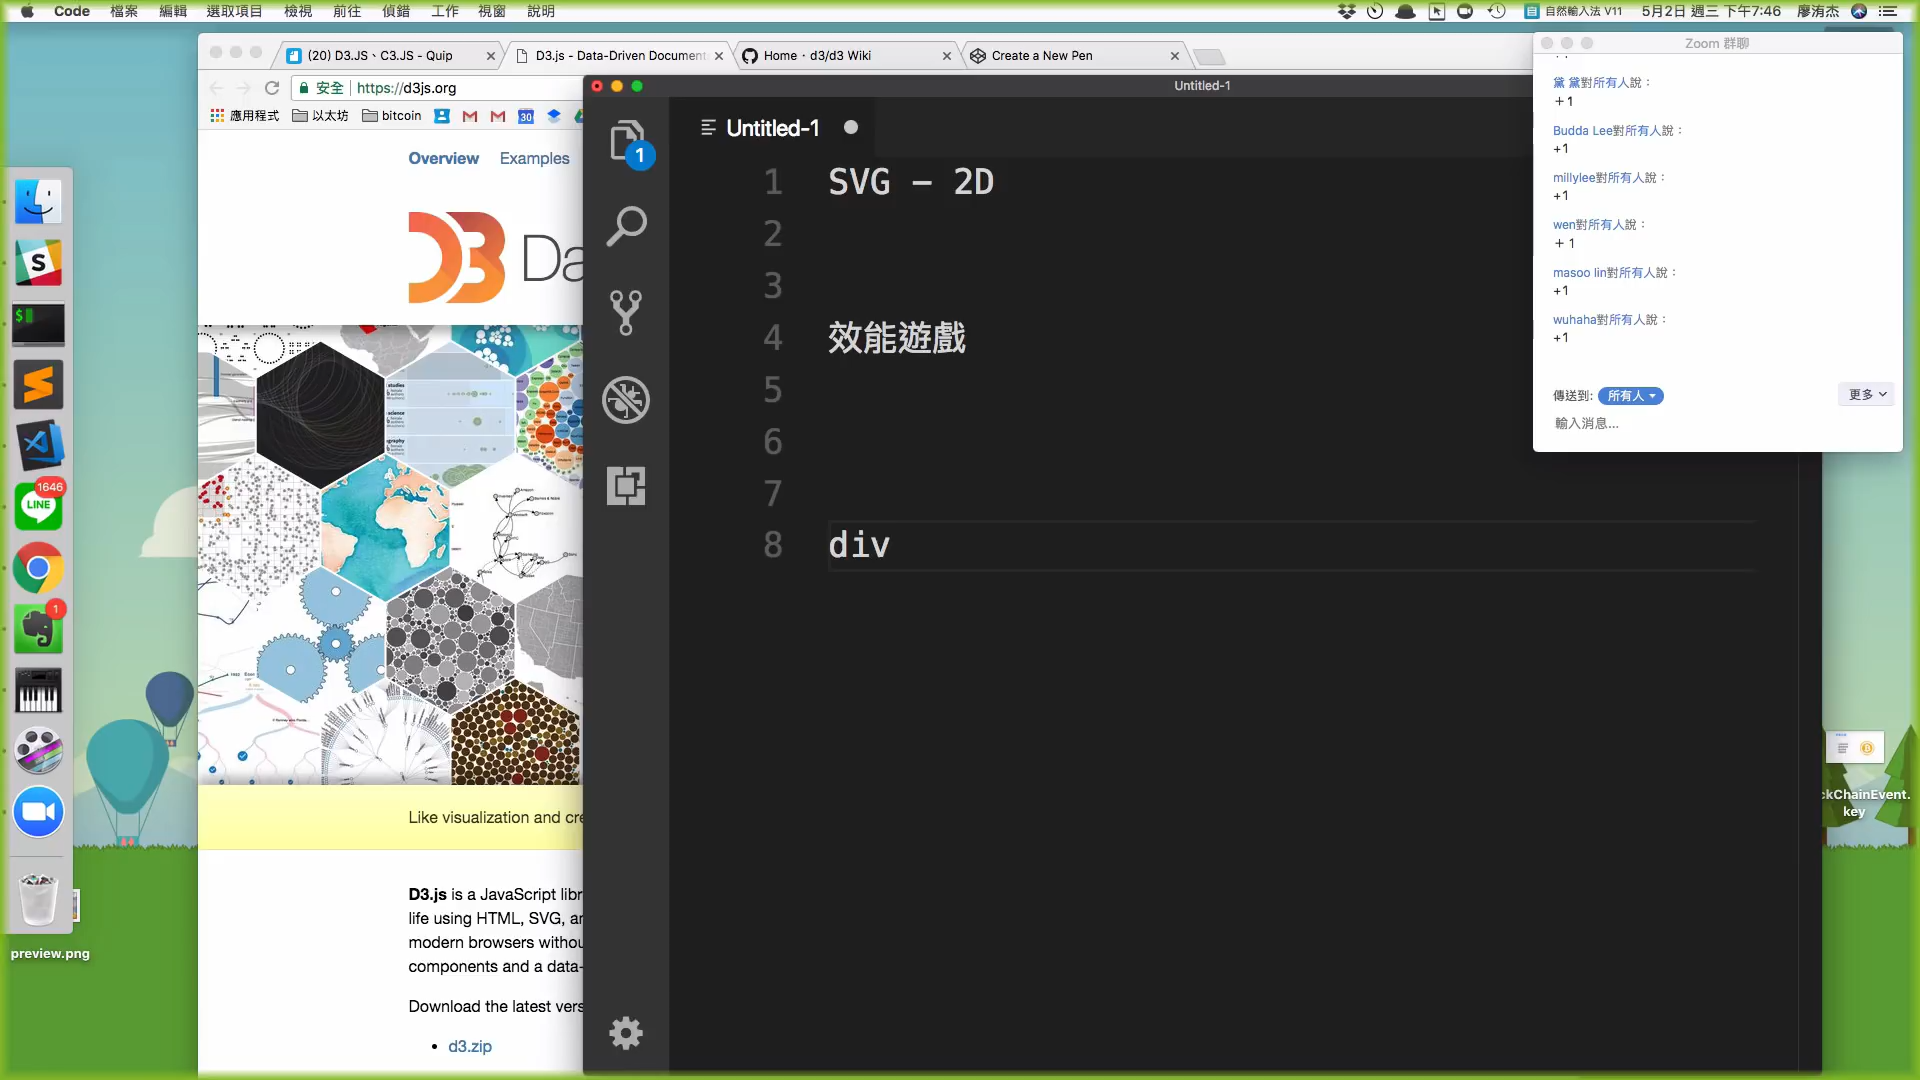 Code 檔案 編輯 選取項目 檢視 前往 偵錯 工作 視窗 說明
自然輸入法 V11 5月2日 週三 下午7:46 廖洧杰
(20) D3.JS、C3.JS - Quip
D3.js - Data-Driven Document
Home · d3/d3 Wiki
Create a New Pen
安全 https://d3js.org
應用程式 以太坊 bitcoin 30
Overview Examples
D3 Da
Like visualization and cre
D3.js is a JavaScript libr
life using HTML, SVG, an
modern browsers withou
components and a data-
Download the latest vers
d3.zip
Untitled-1
Untitled-1
1
1 SVG - 2D
2
3
4 效能遊戲
5
6
7
8 div
Zoom 群聊
黛 黛對所有人說：
＋1
Budda Lee對所有人說：
+1
millylee對所有人說：
+1
wen對所有人說：
＋ 1
masoo lin對所有人說：
+1
wuhaha對所有人說：
+1
傳送到: 所有人 更多
輸入消息...
S
$
1646
LINE
1
preview.png
ckChainEvent.
key